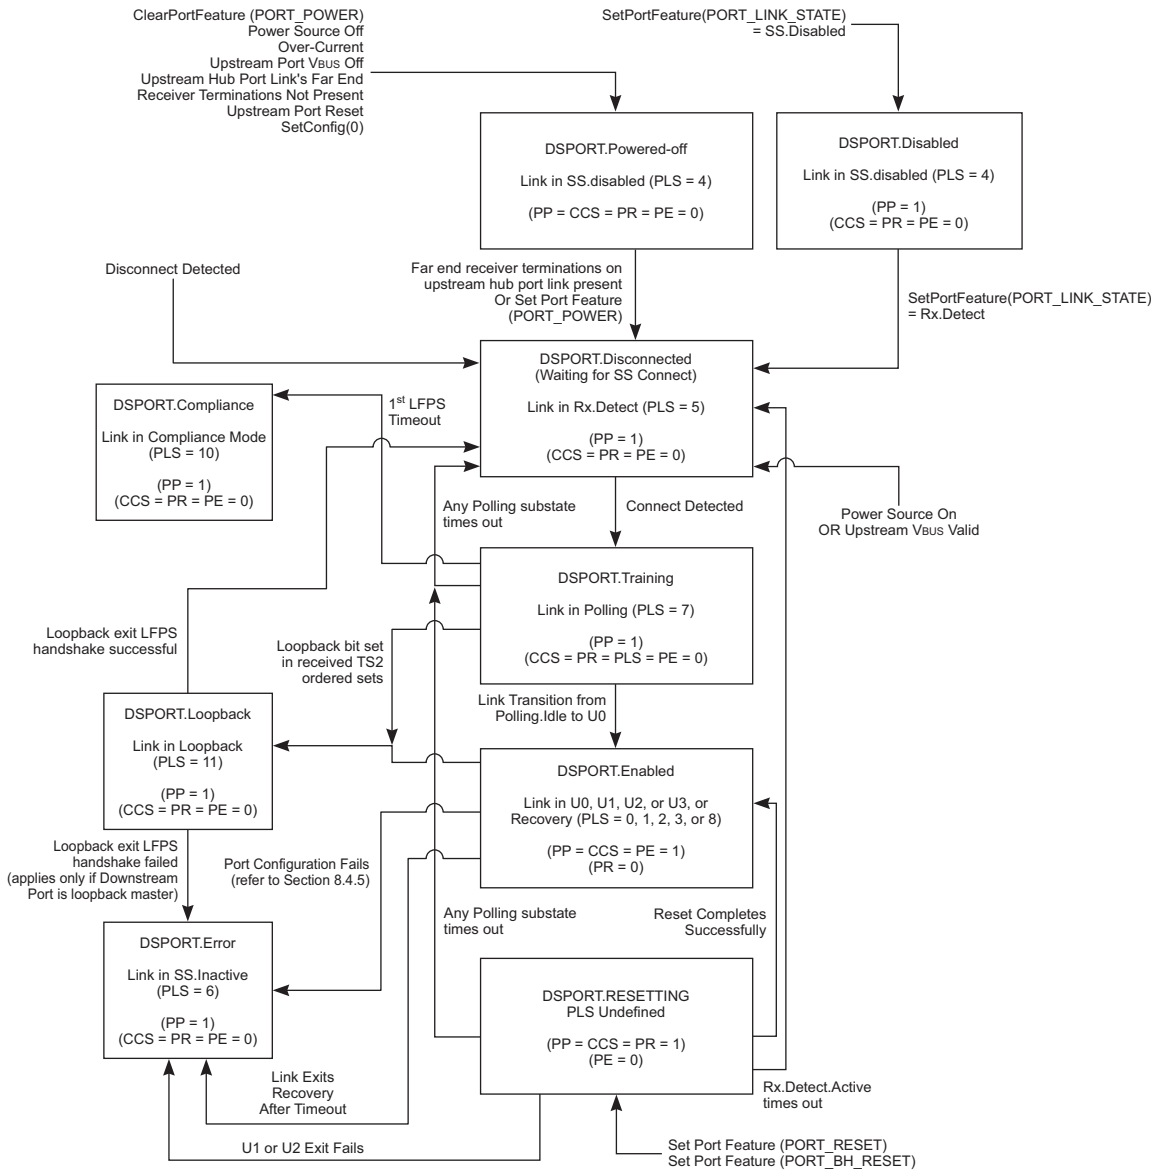 ClearPortFeature (PORT_POWER)
Power Source Off
Over-Current
Upstream Port VBUS Off
Upstream Hub Port Link's Far End
Receiver Terminations Not Present
Upstream Port Reset
SetConfig(0)
SetPortFeature(PORT_LINK_STATE)
= SS.Disabled
DSPORT.Powered-off
Link in SS.disabled (PLS = 4)
(PP = CCS = PR = PE = 0)
DSPORT.Disabled
Link in SS.disabled (PLS = 4)
(PP = 1)
(CCS = PR = PE = 0)
Disconnect Detected
Far end receiver terminations on
upstream hub port link present
Or Set Port Feature
(PORT_POWER)
SetPortFeature(PORT_LINK_STATE)
= Rx.Detect
DSPORT.Disconnected
(Waiting for SS Connect)
Link in Rx.Detect (PLS = 5)
(PP = 1)
(CCS = PR = PE = 0)
DSPORT.Compliance
Link in Compliance Mode
(PLS = 10)
(PP = 1)
(CCS = PR = PE = 0)
1st LFPS
Timeout
Any Polling substate
times out
Connect Detected
Power Source On
OR Upstream VBUS Valid
DSPORT.Training
Link in Polling (PLS = 7)
(PP = 1)
(CCS = PR = PLS = PE = 0)
Loopback exit LFPS
handshake successful
Loopback bit set
in received TS2
ordered sets
Link Transition from
Polling.Idle to U0
DSPORT.Loopback
Link in Loopback
(PLS = 11)
(PP = 1)
(CCS = PR = PE = 0)
DSPORT.Enabled
Link in U0, U1, U2, or U3, or
Recovery (PLS = 0, 1, 2, 3, or 8)
(PP = CCS = PE = 1)
(PR = 0)
Loopback exit LFPS
handshake failed
(applies only if Downstream
Port is loopback master)
Port Configuration Fails
(refer to Section 8.4.5)
Any Polling substate
times out
Reset Completes
Successfully
DSPORT.Error
Link in SS.Inactive
(PLS = 6)
(PP = 1)
(CCS = PR = PE = 0)
DSPORT.RESETTING
PLS Undefined
(PP = CCS = PR = 1)
(PE = 0)
Link Exits
Recovery
After Timeout
Rx.Detect.Active
times out
U1 or U2 Exit Fails
Set Port Feature (PORT_RESET)
Set Port Feature (PORT_BH_RESET)